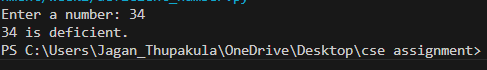 Enter a number: 34
34 is deficient.
PS C:\Users\Jagan_Thupakula\OneDrive\Desktop\cse assignment>